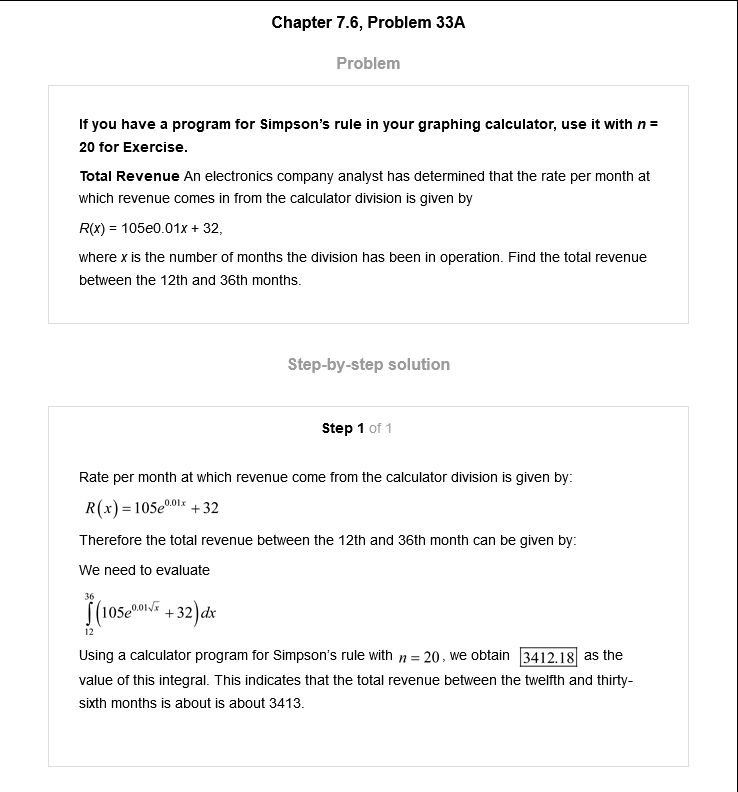 Chapter 7.6, Problem 33A
Problem
If you have a program for Simpson's rule in your graphing calculator, use it with n =
20 for Exercise.
Total Revenue An electronics company analyst has determined that the rate per month at
which revenue comes in from the calculator division is given by
R(x) = 105e0.01x + 32,
where x is the number of months the division has been in operation. Find the total revenue
between the 12th and 36th months.
Step-by-step solution
Step 1 of 1
Rate per month at which revenue come from the calculator division is given by:
R(x) = 105e^{0.01x} + 32
Therefore the total revenue between the 12th and 36th month can be given by:
We need to evaluate
∫_{12}^{36} (105e^{0.01√x} + 32) dx
Using a calculator program for Simpson's rule with n = 20, we obtain 3412.18 as the
value of this integral. This indicates that the total revenue between the twelfth and thirty-
sixth months is about is about 3413.